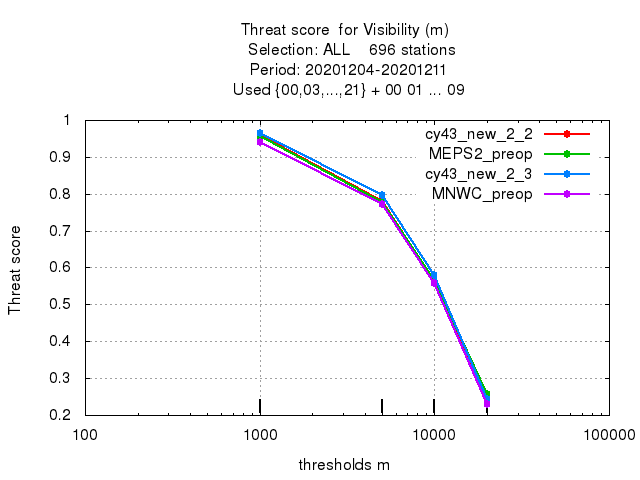 Threat score  for Visibility (m)
Selection: ALL    696 stations
Period: 20201204-20201211
Used {00,03,...,21} + 00 01 ... 09
1
0.9
0.8
0.7
0.6
0.5
0.4
0.3
0.2
Threat score
cy43_new_2_2
MEPS2_preop
cy43_new_2_3
MNWC_preop
100
1000
10000
100000
thresholds m